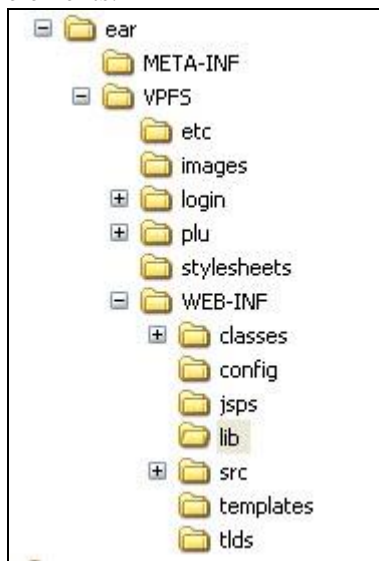 ear
META-INF
VPFS
etc
images
login
plu
stylesheets
WEB-INF
classes
config
jsps
lib
src
templates
tlds